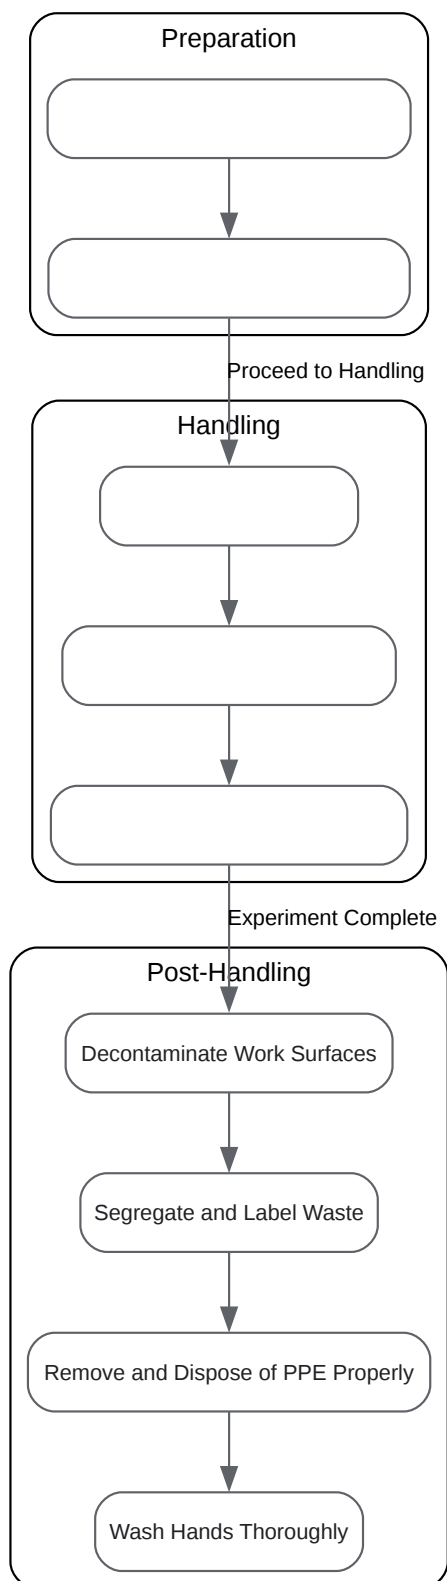 Preparation
Proceed to Handling
Handling
Experiment Complete
Post-Handling
Decontaminate Work Surfaces
Segregate and Label Waste
Remove and Dispose of PPE Properly
Wash Hands Thoroughly